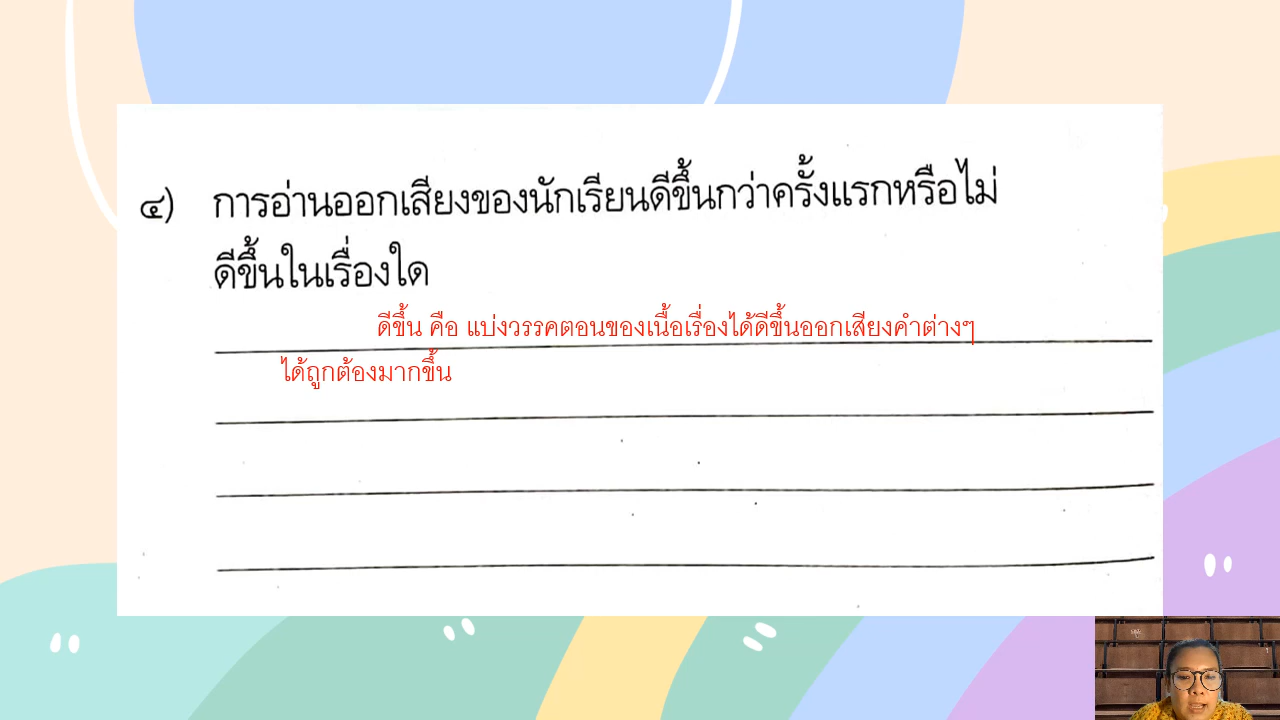 ๔) การอ่านออกเสียงของนักเรียนดีขึ้นกว่าครั้งแรกหรือไม่
ดีขึ้นในเรื่องใด
ดีขึ้น คือ แบ่งวรรคตอนของเนื้อเรื่องได้ดีขึ้นออกเสียงคำต่างๆ
ได้ถูกต้องมากขึ้น